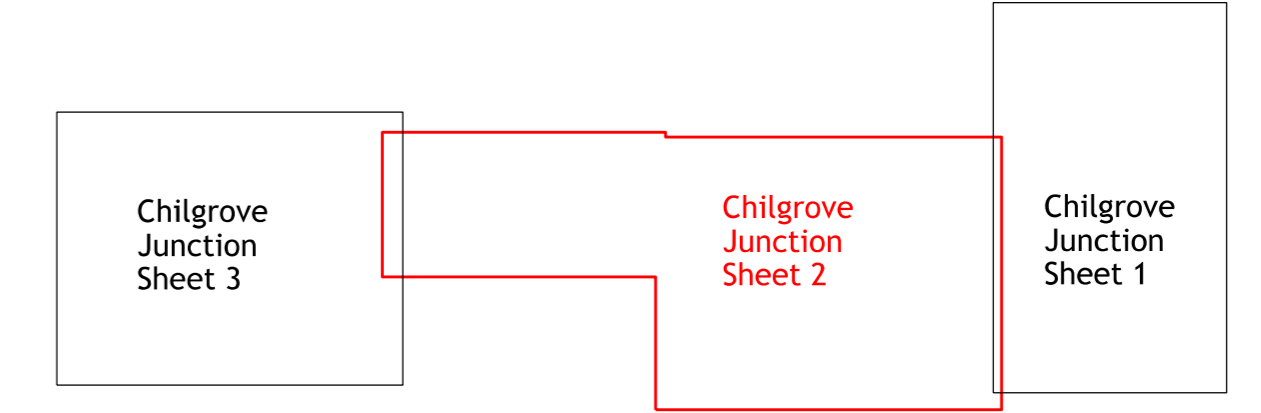 Chilgrove
Junction
Sheet 3
Chilgrove
Junction
Sheet 2
Chilgrove
Junction
Sheet 1